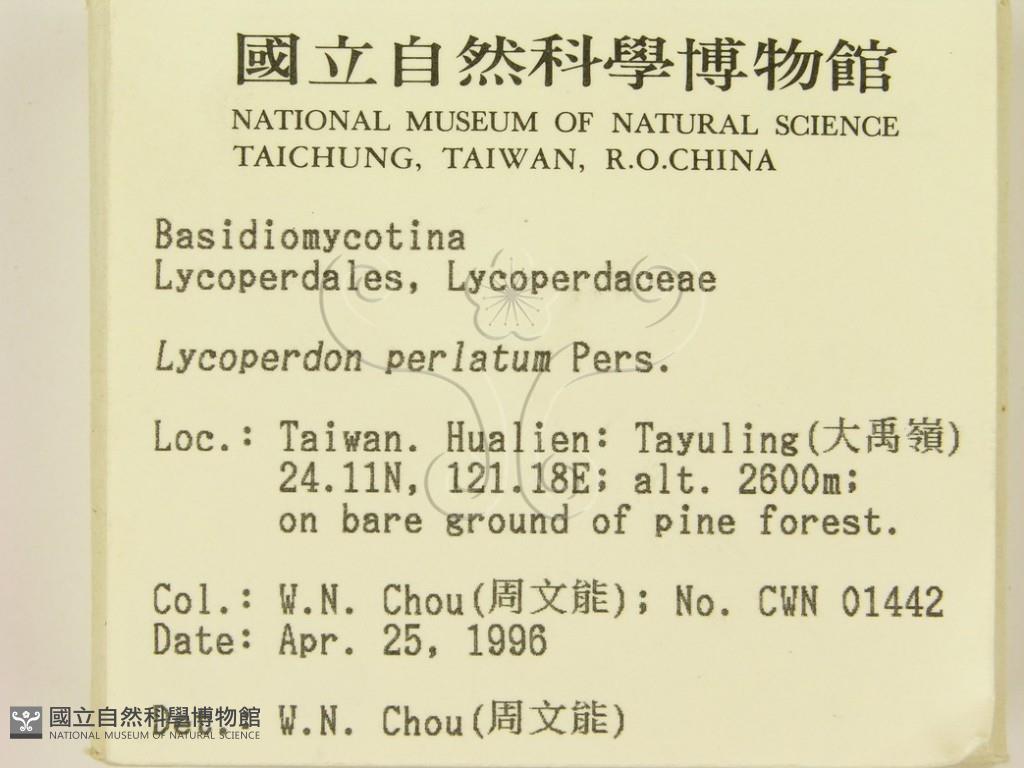 國立自然科學博物館
NATIONAL MUSEUM OF NATURAL SCIENCE
TAICHUNG, TAIWAN, R.O.CHINA
Basidiomycotina
Lycoperdales, Lycoperdaceae
Lycoperdon perlatum Pers.
Loc.: Taiwan. Hualien: Tayuling(大禹嶺)
24.11N, 121.18E; alt. 2600m;
on bare ground of pine forest.
Col.: W.N. Chou(周文能); No. CWN 01442
Date: Apr. 25, 1996
Det.: W.N. Chou(周文能)
國立自然科學博物館
NATIONAL MUSEUM OF NATURAL SCIENCE